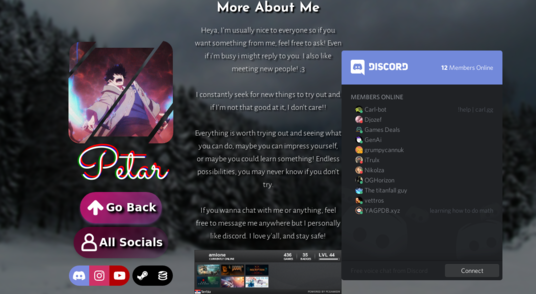 More About Me
Heya, I'm usually nice to everyone so if you
want something from me, feel free to ask! Even
if i'm busy i might reply to you. I also like
meeting new people! ;3
I constantly seek for new things to try out and
if I'm not that good at it, I don't care!!
Everything is worth trying out and seeing what
you can do, maybe you can impress yourself,
or maybe you could learn something! Endless
possibilities, you may never know if you don't
try.
If you wanna chat with me or anything, feel
free to message me anywhere but I personally
like discord. I love y'all, and stay safe!
Petar
Go Back
All Socials
LVL 44
DISCORD
12 Members Online
MEMBERS ONLINE
Carl-bot
Dozef
Games Deals
GenAi
grumpycannuk
iTrulx
Nikolza
OGHorizon
The titanfall guy
vettros
YAGPDB.xyz
Connect